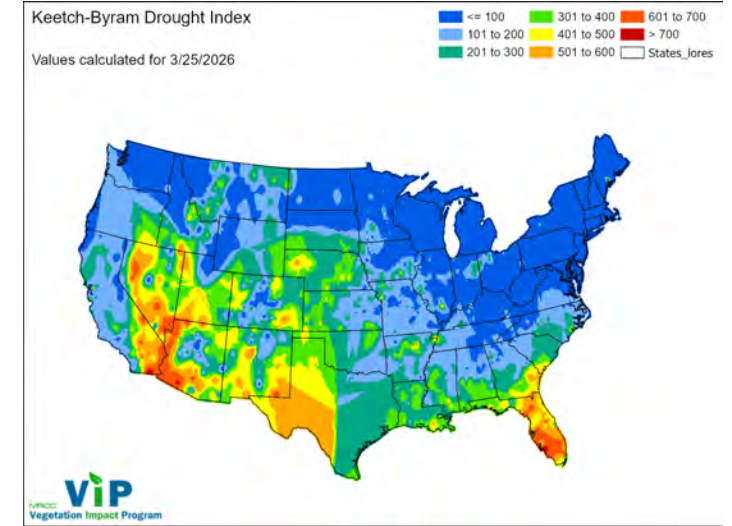 Keetch-Byram Drought Index
Values calculated for 3/25/2026
<= 100
101 to 200
201 to 300
301 to 400
401 to 500
501 to 600
601 to 700
> 700
States_lores
MRCC
ViP
Vegetation Impact Program